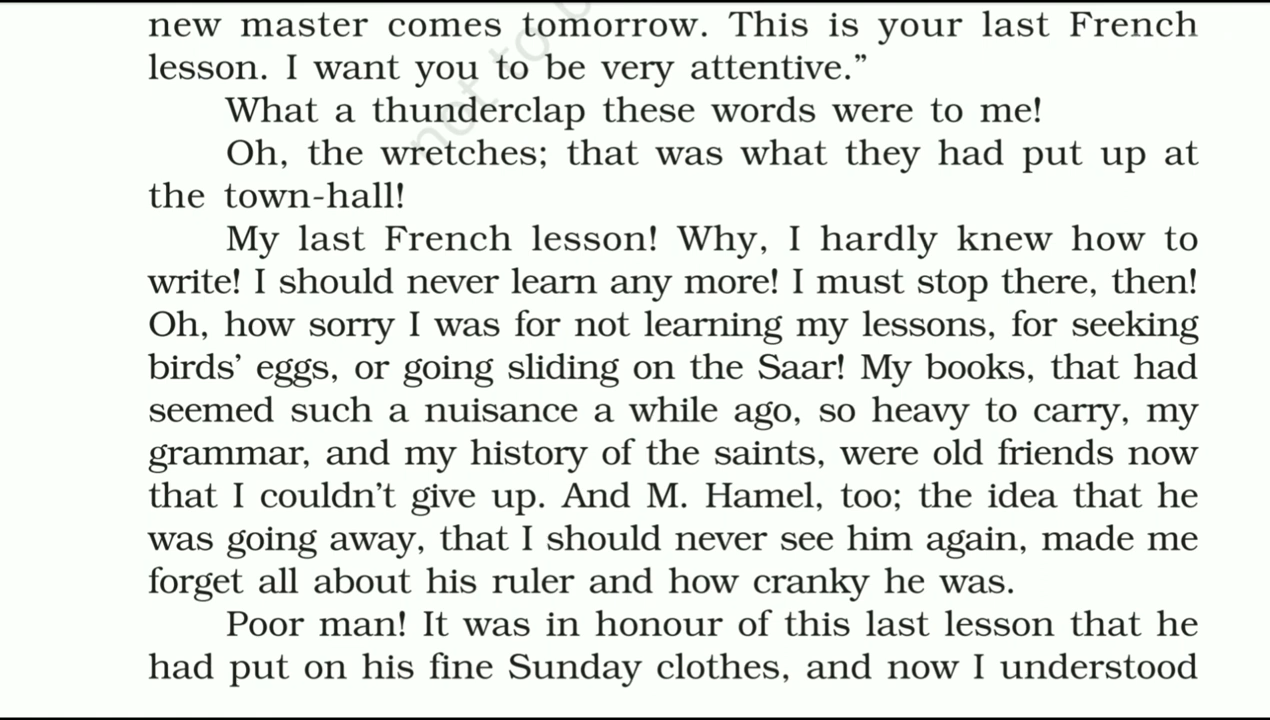 new master comes tomorrow. This is your last French
lesson. I want you to be very attentive.”
What a thunderclap these words were to me!
Oh, the wretches; that was what they had put up at
the town-hall!
My last French lesson! Why, I hardly knew how to
write! I should never learn any more! I must stop there, then!
Oh, how sorry I was for not learning my lessons, for seeking
birds’ eggs, or going sliding on the Saar! My books, that had
seemed such a nuisance a while ago, so heavy to carry, my
grammar, and my history of the saints, were old friends now
that I couldn’t give up. And M. Hamel, too; the idea that he
was going away, that I should never see him again, made me
forget all about his ruler and how cranky he was.
Poor man! It was in honour of this last lesson that he
had put on his fine Sunday clothes, and now I understood
not to